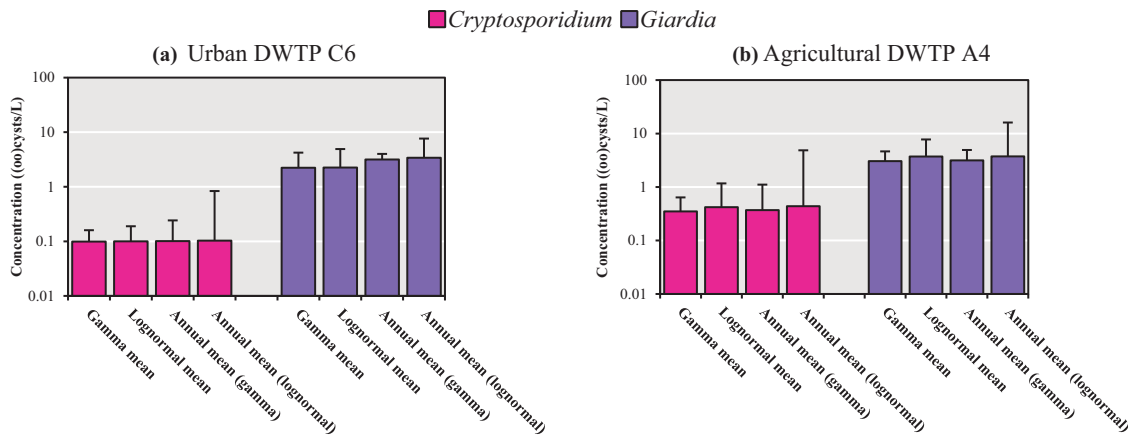 Cryptosporidium Giardia
(a) Urban DWTP C6
Concentration ((oo)cysts/L)
100
10
1
0.1
0.01
Gamma mean
Lognormal mean
Annual mean (gamma)
Annual mean (lognormal)
Gamma mean
Lognormal mean
Annual mean (gamma)
Annual mean (lognormal)
(b) Agricultural DWTP A4
Concentration ((oo)cysts/L)
100
10
1
0.1
0.01
Gamma mean
Lognormal mean
Annual mean (gamma)
Annual mean (lognormal)
Gamma mean
Lognormal mean
Annual mean (gamma)
Annual mean (lognormal)